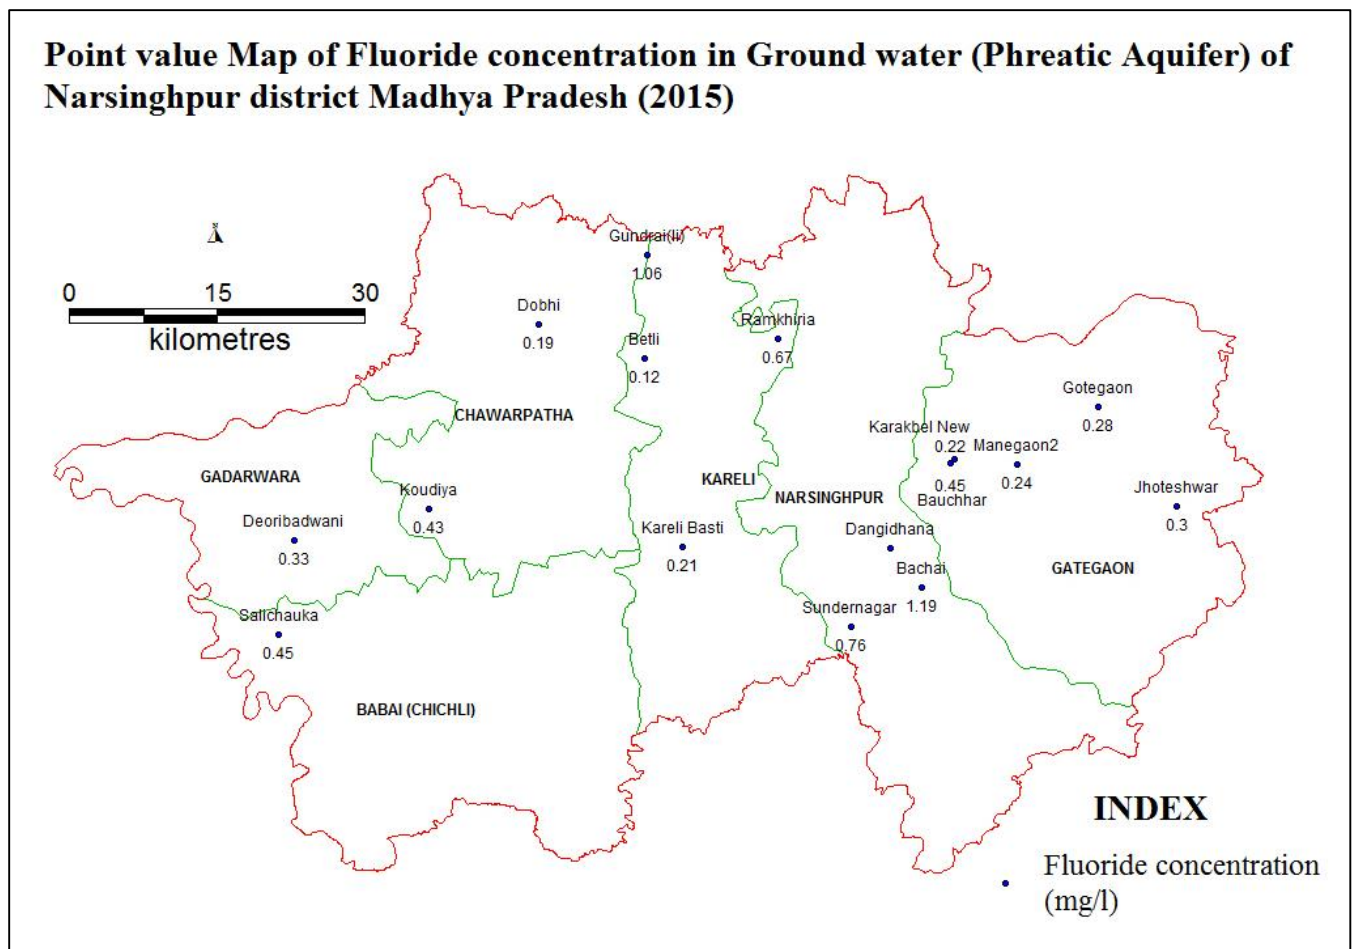 Point value Map of Fluoride concentration in Ground water (Phreatic Aquifer) of
Narsinghpur district Madhya Pradesh (2015)
N
Gundrai(Ii)
1.06
0 15 30
kilometres
Dobhi
0.19
Betli
0.12
Ramkhiria
0.67
Gotegaon
0.28
CHAWARPATHA
Karakbel New
0.22
Manegaon2
0.24
0.45
Bauchhar
GADARWARA
KARELI
NARSINGHPUR
Koudiya
0.43
Jhoteshwar
0.3
Deoribadwani
0.33
Kareli Basti
0.21
Dangidhana
Bachai
1.19
GATEGAON
Salichauka
0.45
Sundernagar
0.76
BABAI (CHICHLI)
INDEX
Fluoride concentration
(mg/l)